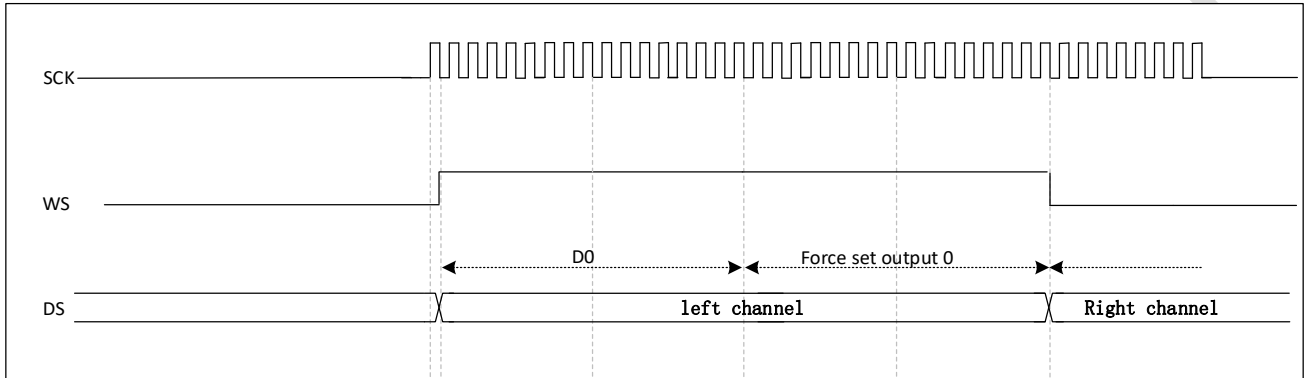 SCK
WS
D0
Force set output 0
DS
left channel
Right channel